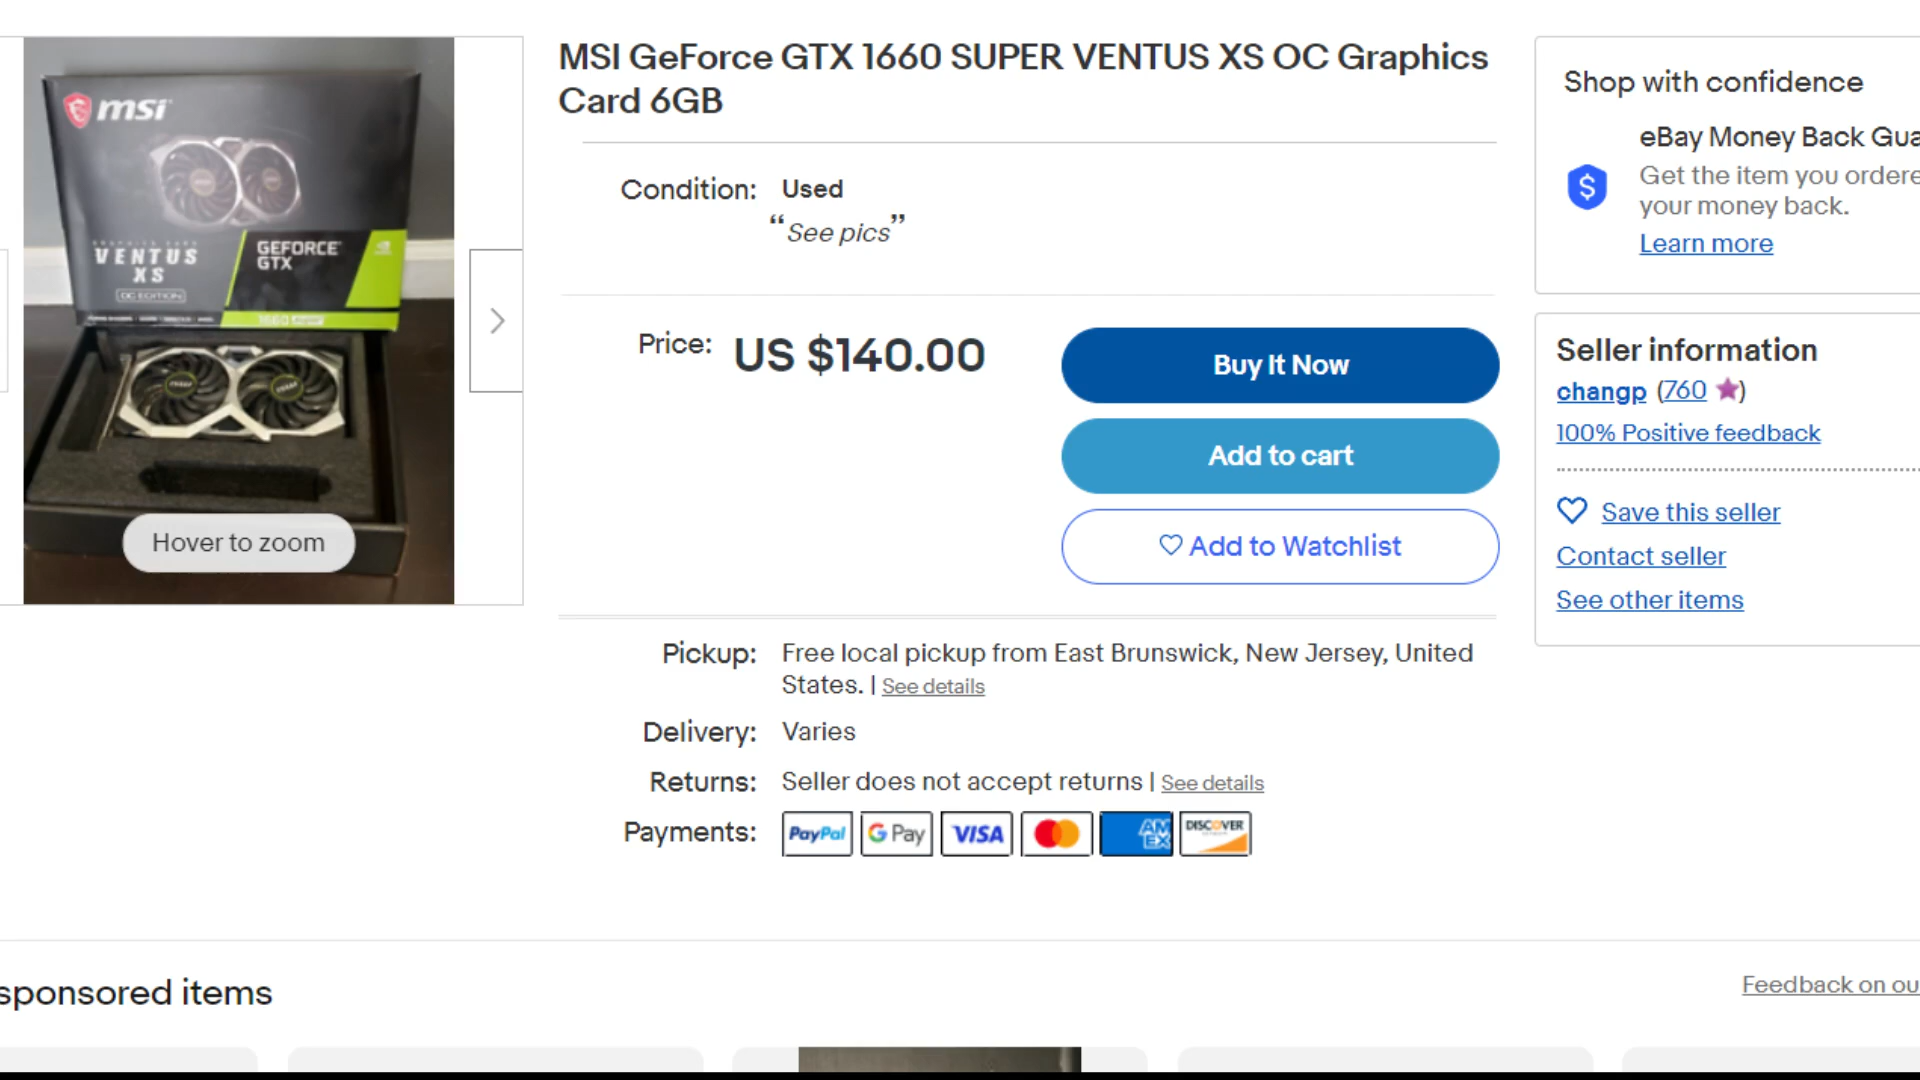 MSI GeForce GTX 1660 SUPER VENTUS XS OC Graphics
Card 6GB
msi
VENTUS
XS
OC EDITION
GEFORCE
GTX
Hover to zoom
Condition: Used
“See pics”
Price: US $140.00
Buy It Now
Add to cart
Add to Watchlist
Pickup: Free local pickup from East Brunswick, New Jersey, United
States. | See details
Delivery: Varies
Returns: Seller does not accept returns | See details
Payments: PayPal G Pay VISA AM EX DISCOVER
Shop with confidence
eBay Money Back Gua
$
Get the item you ordere
your money back.
Learn more
Seller information
changp (760)
100% Positive feedback
Save this seller
Contact seller
See other items
sponsored items
Feedback on ou